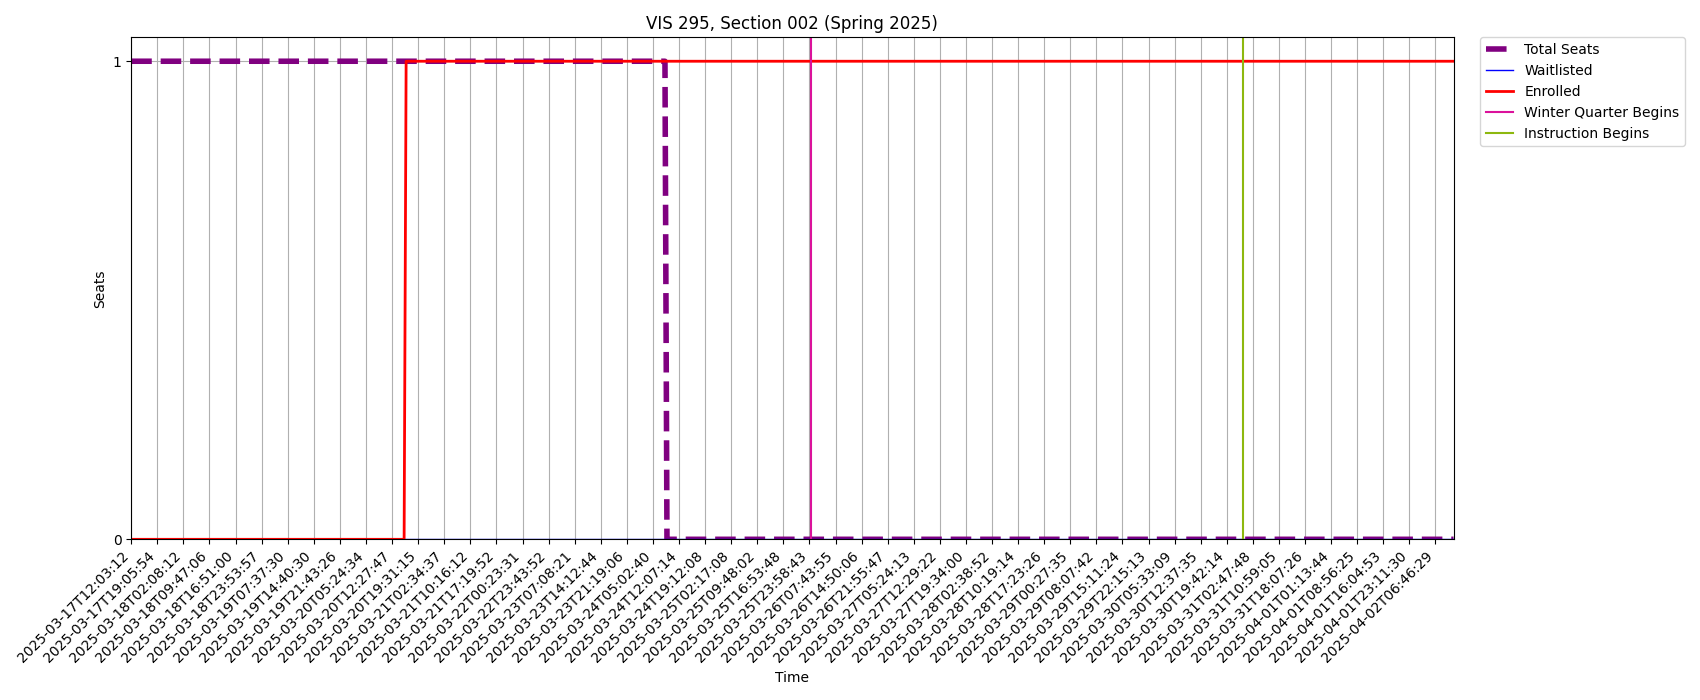 VIS 295, Section 002 (Spring 2025)
Total Seats
Waitlisted
Enrolled
Winter Quarter Begins
Instruction Begins
1
0
Seats
2025-03-17T12:03:12
2025-03-17T19:05:54
2025-03-18T02:08:12
2025-03-18T09:47:06
2025-03-18T16:51:00
2025-03-18T23:53:57
2025-03-19T07:37:30
2025-03-19T14:40:30
2025-03-19T21:43:26
2025-03-20T05:24:34
2025-03-20T12:27:47
2025-03-20T19:31:15
2025-03-21T02:34:37
2025-03-21T10:16:12
2025-03-21T17:19:52
2025-03-22T00:23:31
2025-03-22T23:43:52
2025-03-23T07:08:21
2025-03-23T14:12:44
2025-03-23T21:19:06
2025-03-24T05:02:40
2025-03-24T12:07:14
2025-03-24T19:12:08
2025-03-25T02:17:08
2025-03-25T09:48:02
2025-03-25T16:53:48
2025-03-25T23:58:43
2025-03-26T07:43:55
2025-03-26T14:50:06
2025-03-26T21:55:47
2025-03-27T05:24:13
2025-03-27T12:29:22
2025-03-27T19:34:00
2025-03-28T02:38:52
2025-03-28T10:19:14
2025-03-28T17:23:26
2025-03-29T00:27:35
2025-03-29T08:07:42
2025-03-29T15:11:24
2025-03-29T22:15:13
2025-03-30T05:33:09
2025-03-30T12:37:35
2025-03-30T19:42:14
2025-03-31T02:47:48
2025-03-31T10:59:05
2025-03-31T18:07:26
2025-04-01T01:13:44
2025-04-01T08:56:25
2025-04-01T16:04:53
2025-04-01T23:11:30
2025-04-02T06:46:29
Time